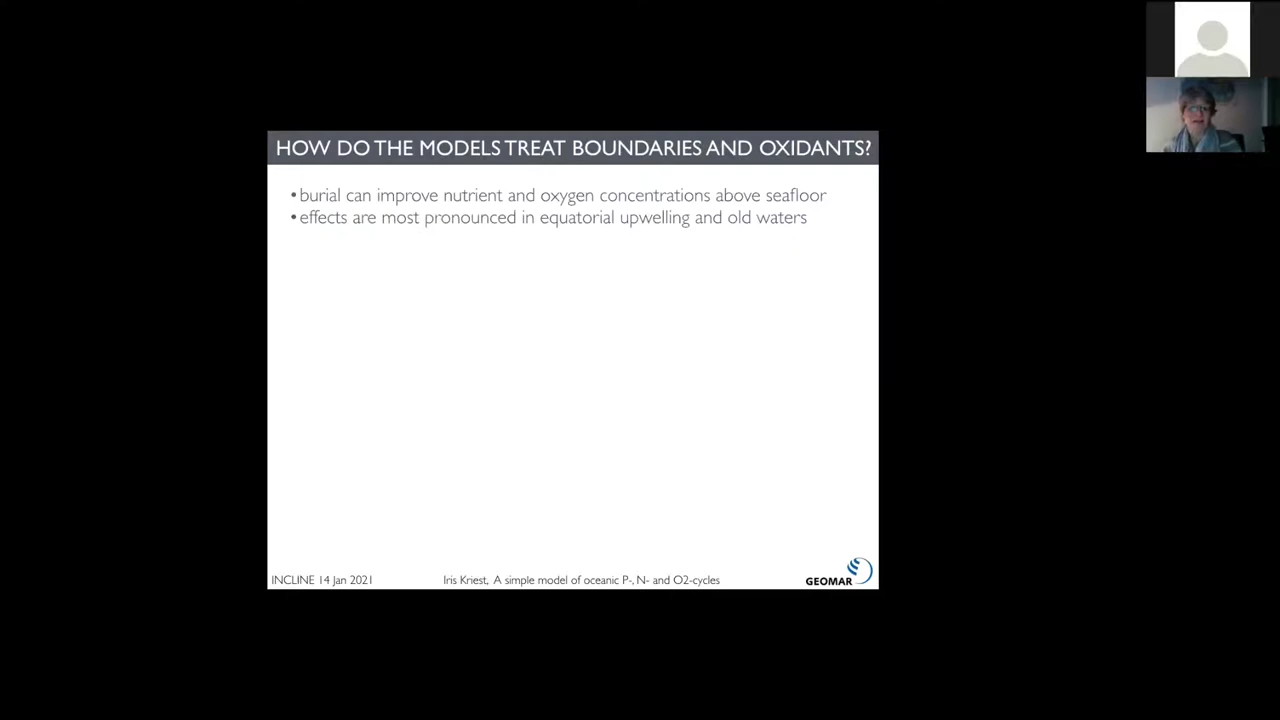 HOW DO THE MODELS TREAT BOUNDARIES AND OXIDANTS?
•burial can improve nutrient and oxygen concentrations above seafloor
•effects are most pronounced in equatorial upwelling and old waters
INCLINE 14 Jan 2021
Iris Kriest, A simple model of oceanic P-, N- and O2-cycles
GEOMAR